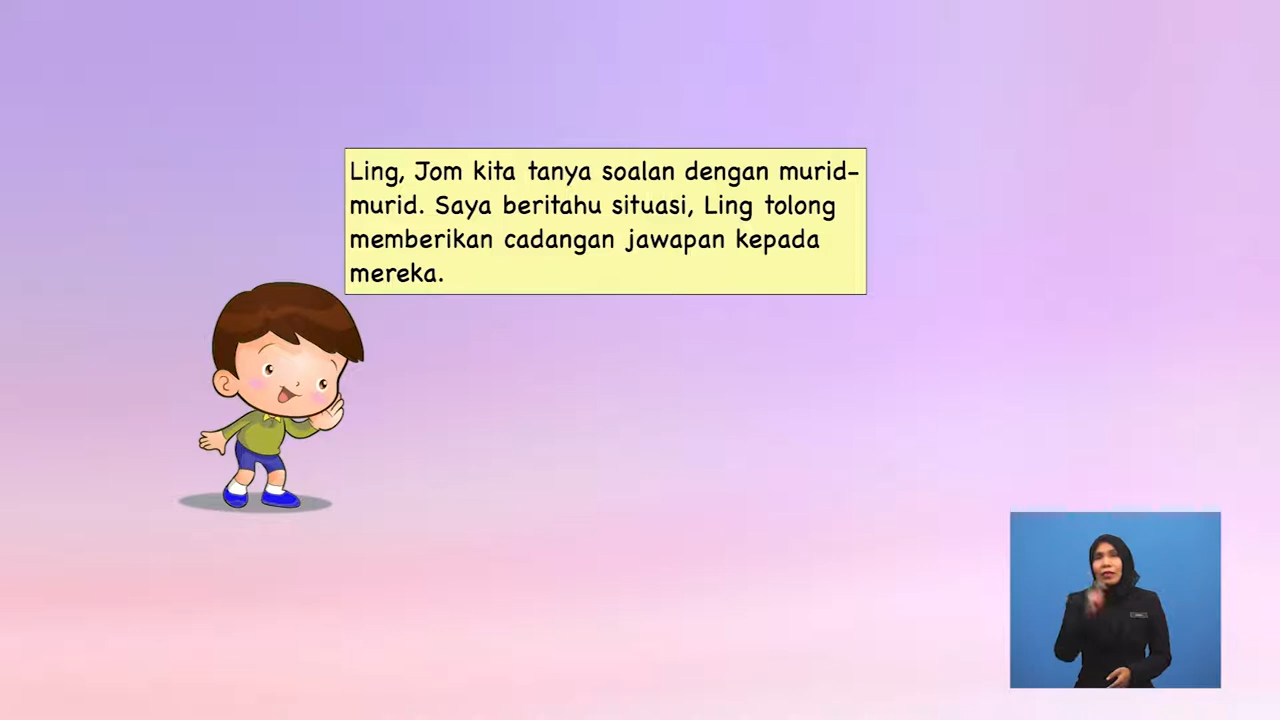 Ling, Jom kita tanya soalan dengan murid-
murid. Saya beritahu situasi, Ling tolong
memberikan cadangan jawapan kepada
mereka.